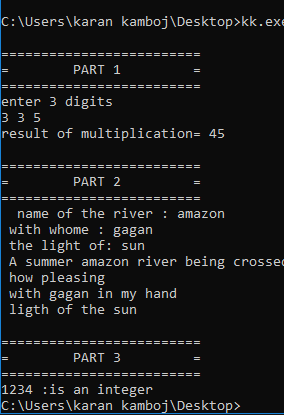 C:\Users\karan kamboj\Desktop>kk.exe
=========================
=        PART 1         =
=========================
enter 3 digits
3 3 5
result of multiplication= 45
=========================
=        PART 2         =
=========================
  name of the river : amazon
 with whome : gagan
 the light of: sun
 A summer amazon river being crossed
 how pleasing
 with gagan in my hand
 ligth of the sun
=========================
=        PART 3         =
=========================
1234 :is an integer
C:\Users\karan kamboj\Desktop>